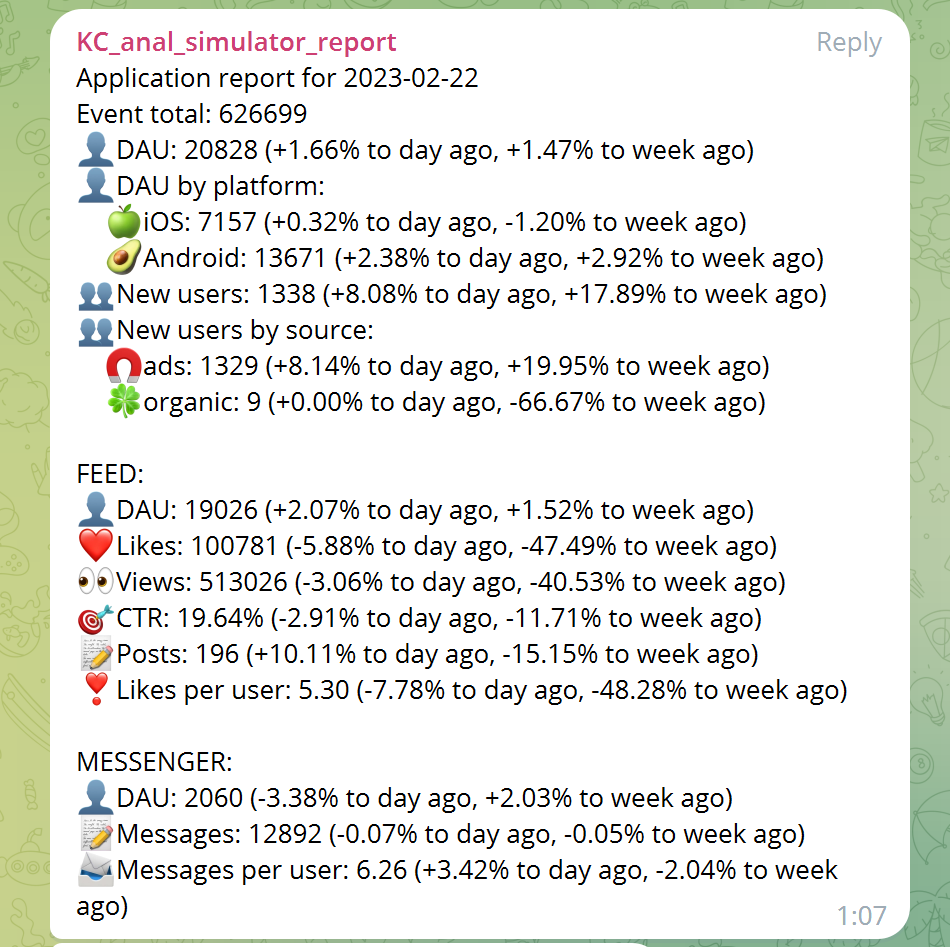 KC_anal_simulator_report Reply
Application report for 2023-02-22
Event total: 626699
👤DAU: 20828 (+1.66% to day ago, +1.47% to week ago)
👤DAU by platform:
🍏iOS: 7157 (+0.32% to day ago, -1.20% to week ago)
🥑Android: 13671 (+2.38% to day ago, +2.92% to week ago)
👥New users: 1338 (+8.08% to day ago, +17.89% to week ago)
👥New users by source:
🧲ads: 1329 (+8.14% to day ago, +19.95% to week ago)
🍀organic: 9 (+0.00% to day ago, -66.67% to week ago)
FEED:
👤DAU: 19026 (+2.07% to day ago, +1.52% to week ago)
❤️Likes: 100781 (-5.88% to day ago, -47.49% to week ago)
👀Views: 513026 (-3.06% to day ago, -40.53% to week ago)
🎯CTR: 19.64% (-2.91% to day ago, -11.71% to week ago)
📝Posts: 196 (+10.11% to day ago, -15.15% to week ago)
❣️Likes per user: 5.30 (-7.78% to day ago, -48.28% to week ago)
MESSENGER:
👤DAU: 2060 (-3.38% to day ago, +2.03% to week ago)
📝Messages: 12892 (-0.07% to day ago, -0.05% to week ago)
📨Messages per user: 6.26 (+3.42% to day ago, -2.04% to week
ago) 1:07